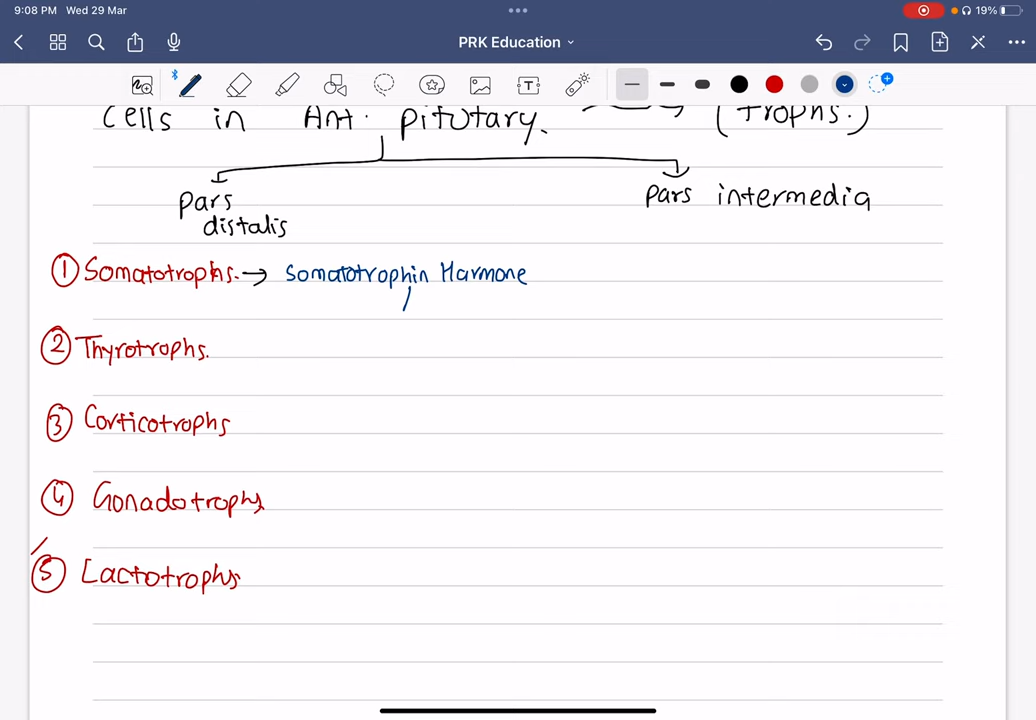 9:08 PM Wed 29 Mar
19%
PRK Education
Cells in Ant. pitutary. (trophs.)
pars distalis
pars intermedia
① Somatotrophs. → Somatotrophin Harmone
② Thyrotrophs.
③ Corticotrophs
④ Gonadotrophs
⑤ Lactotrophs